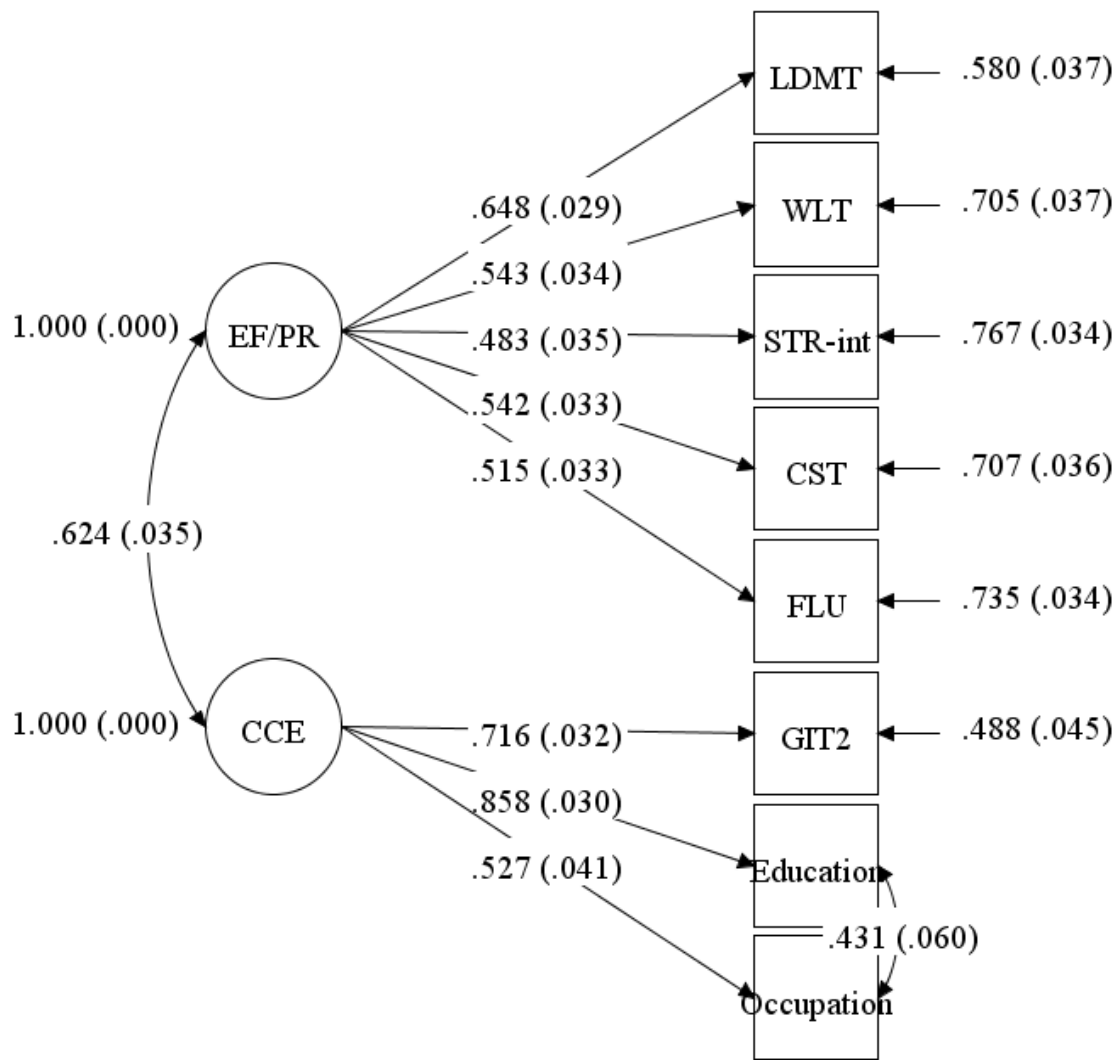 LDMT
.580 (.037)
.648 (.029)
WLT
.705 (.037)
.543 (.034)
1.000 (.000)
EF/PR
.483 (.035)
STR-int
.767 (.034)
.542 (.033)
.515 (.033)
CST
.707 (.036)
.624 (.035)
FLU
.735 (.034)
1.000 (.000)
CCE
.716 (.032)
GIT2
.488 (.045)
.858 (.030)
.527 (.041)
Education
.431 (.060)
Occupation